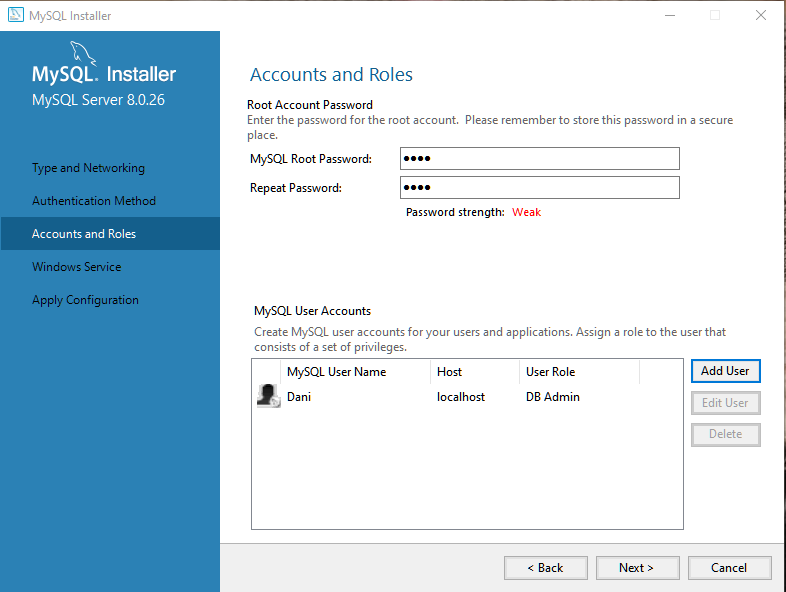 MySQL Installer
MySQL. Installer
MySQL Server 8.0.26
Type and Networking
Authentication Method
Accounts and Roles
Windows Service
Apply Configuration
Accounts and Roles
Root Account Password
Enter the password for the root account. Please remember to store this password in a secure
place.
MySQL Root Password: ●●●●
Repeat Password: ●●●●
Password strength: Weak
MySQL User Accounts
Create MySQL user accounts for your users and applications. Assign a role to the user that
consists of a set of privileges.
MySQL User Name Host User Role
Dani localhost DB Admin
Add User
Edit User
Delete
< Back Next > Cancel